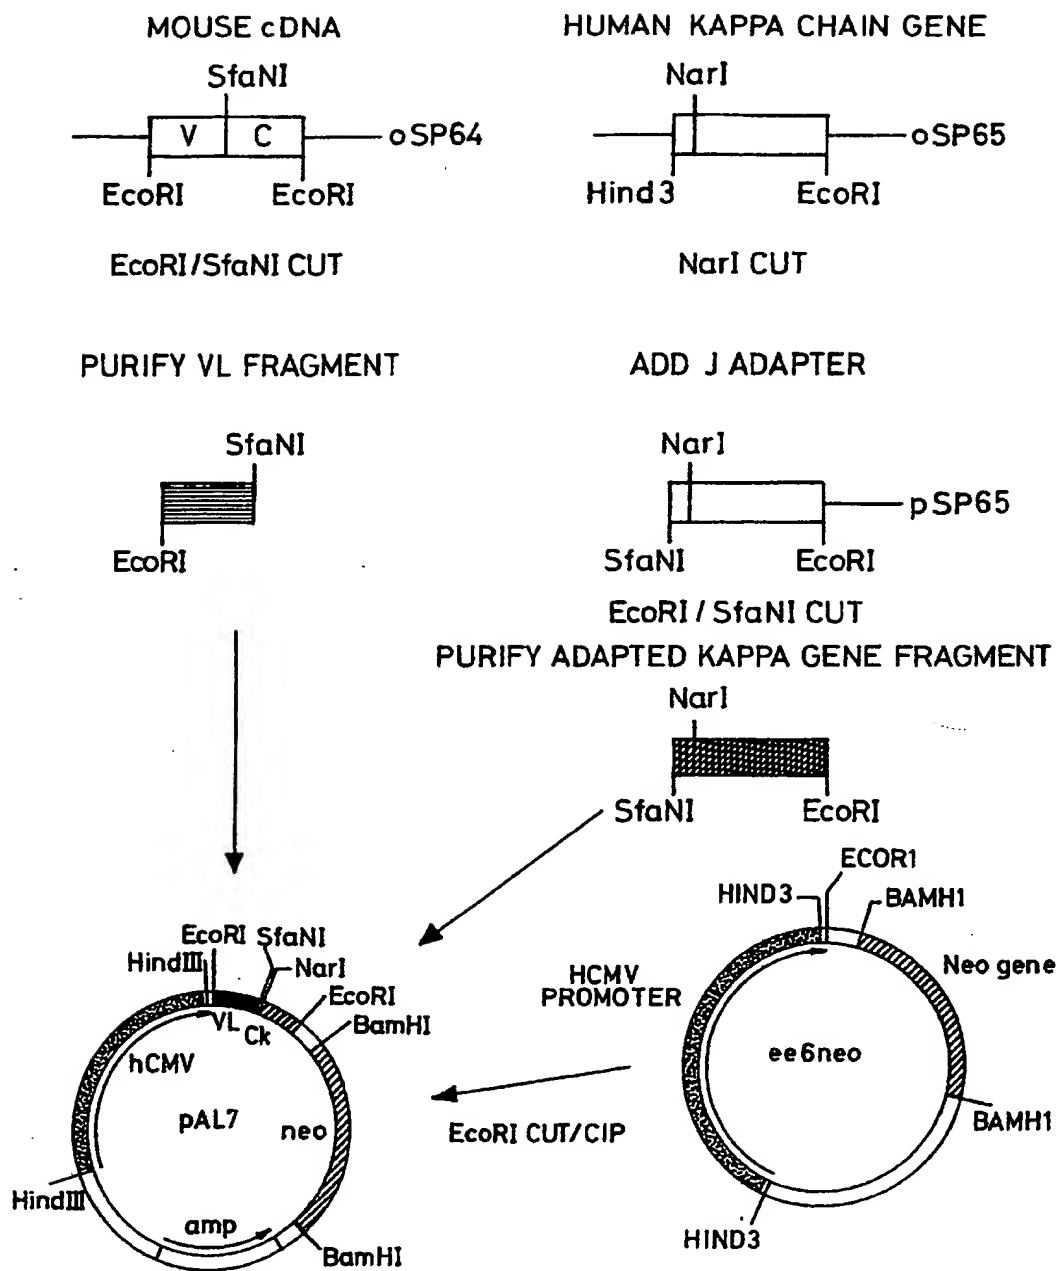 MOUSE cDNA
SfaNI
V C
oSP64
EcoRI EcoRI
EcoRI/SfaNI CUT
PURIFY VL FRAGMENT
SfaNI
EcoRI
HUMAN KAPPA CHAIN GENE
NarI
oSP65
Hind3 EcoRI
NarI CUT
ADD J ADAPTER
NarI
pSP65
SfaNI EcoRI
EcoRI / SfaNI CUT
PURIFY ADAPTED KAPPA GENE FRAGMENT
NarI
SfaNI EcoRI
EcoRI SfaNI
HindIII NarI
EcoRI
BamHI
VL Ck
hCMV
pAL7
neo
HindIII
amp
BamHI
EcoRI CUT/CIP
ECOR1
HIND3 BAMH1
Neo gene
HCMV
PROMOTER
ee6neo
BAMH1
HIND3